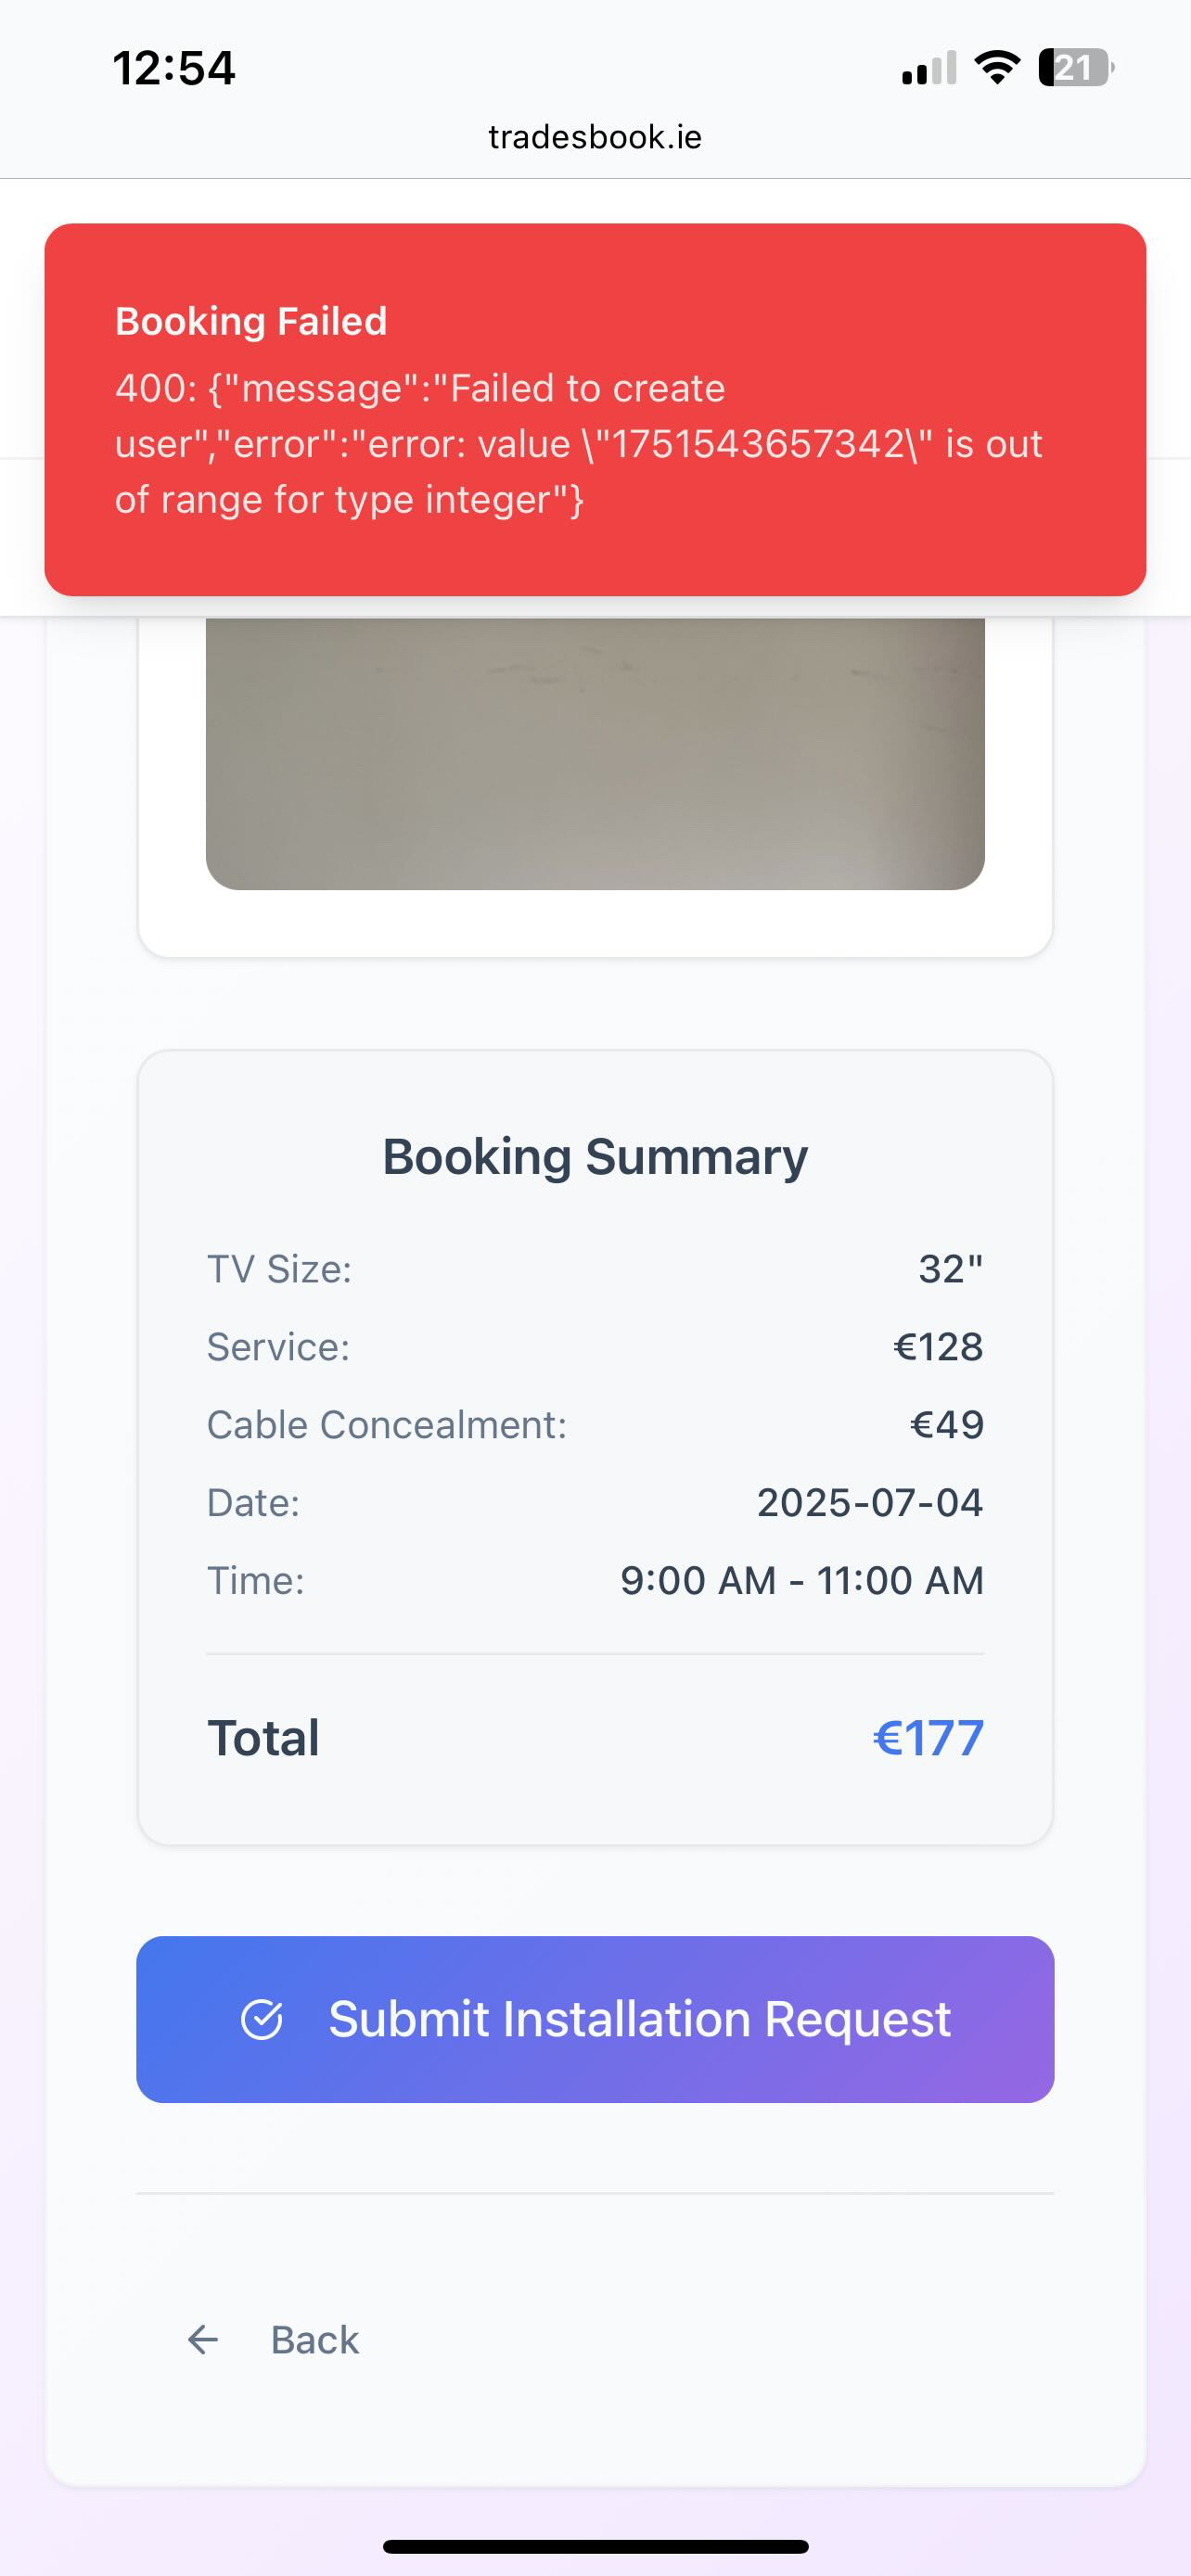 12:54
21
tradesbook.ie
Booking Failed
400: {"message":"Failed to create
user","error":"error: value \"1751543657342\" is out
of range for type integer"}
Booking Summary
TV Size: 32"
Service: €128
Cable Concealment: €49
Date: 2025-07-04
Time: 9:00 AM - 11:00 AM
Total €177
Submit Installation Request
Back